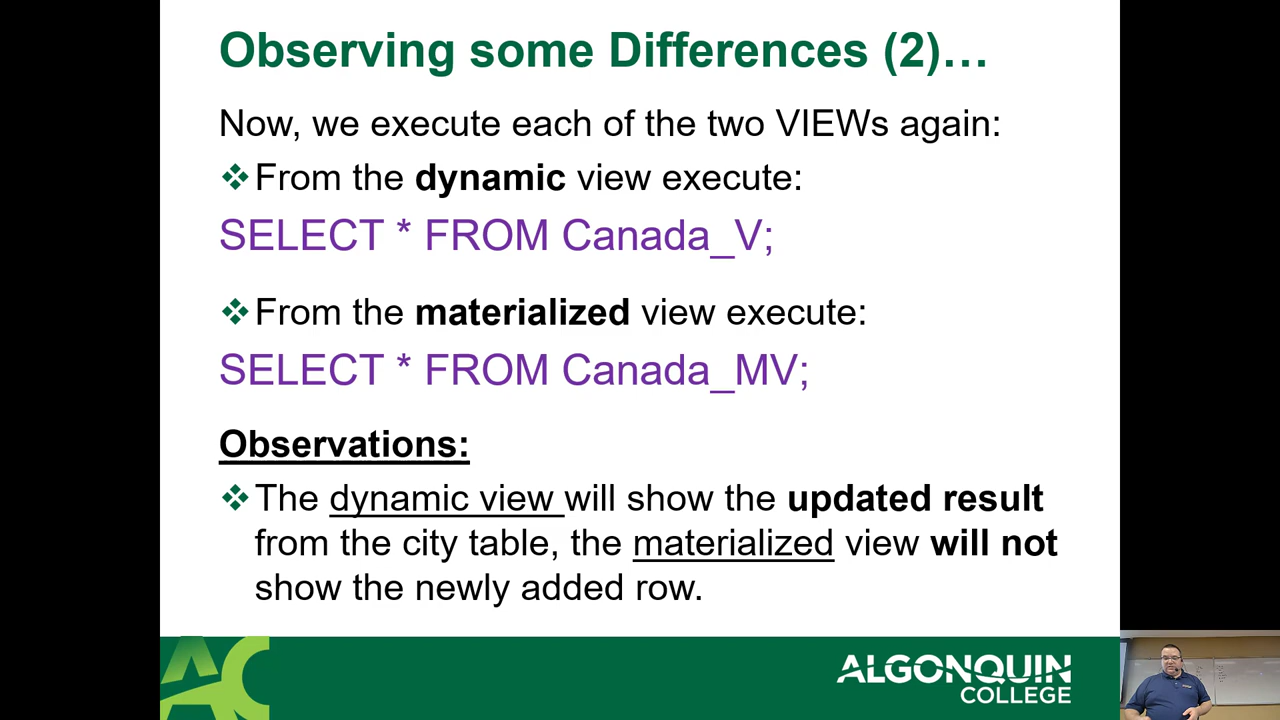 Observing some Differences (2)…
Now, we execute each of the two VIEWs again:
❖From the dynamic view execute:
SELECT * FROM Canada_V;
❖From the materialized view execute:
SELECT * FROM Canada_MV;
Observations:
❖The dynamic view will show the updated result
from the city table, the materialized view will not
show the newly added row.
AC
ALGONQUIN
COLLEGE